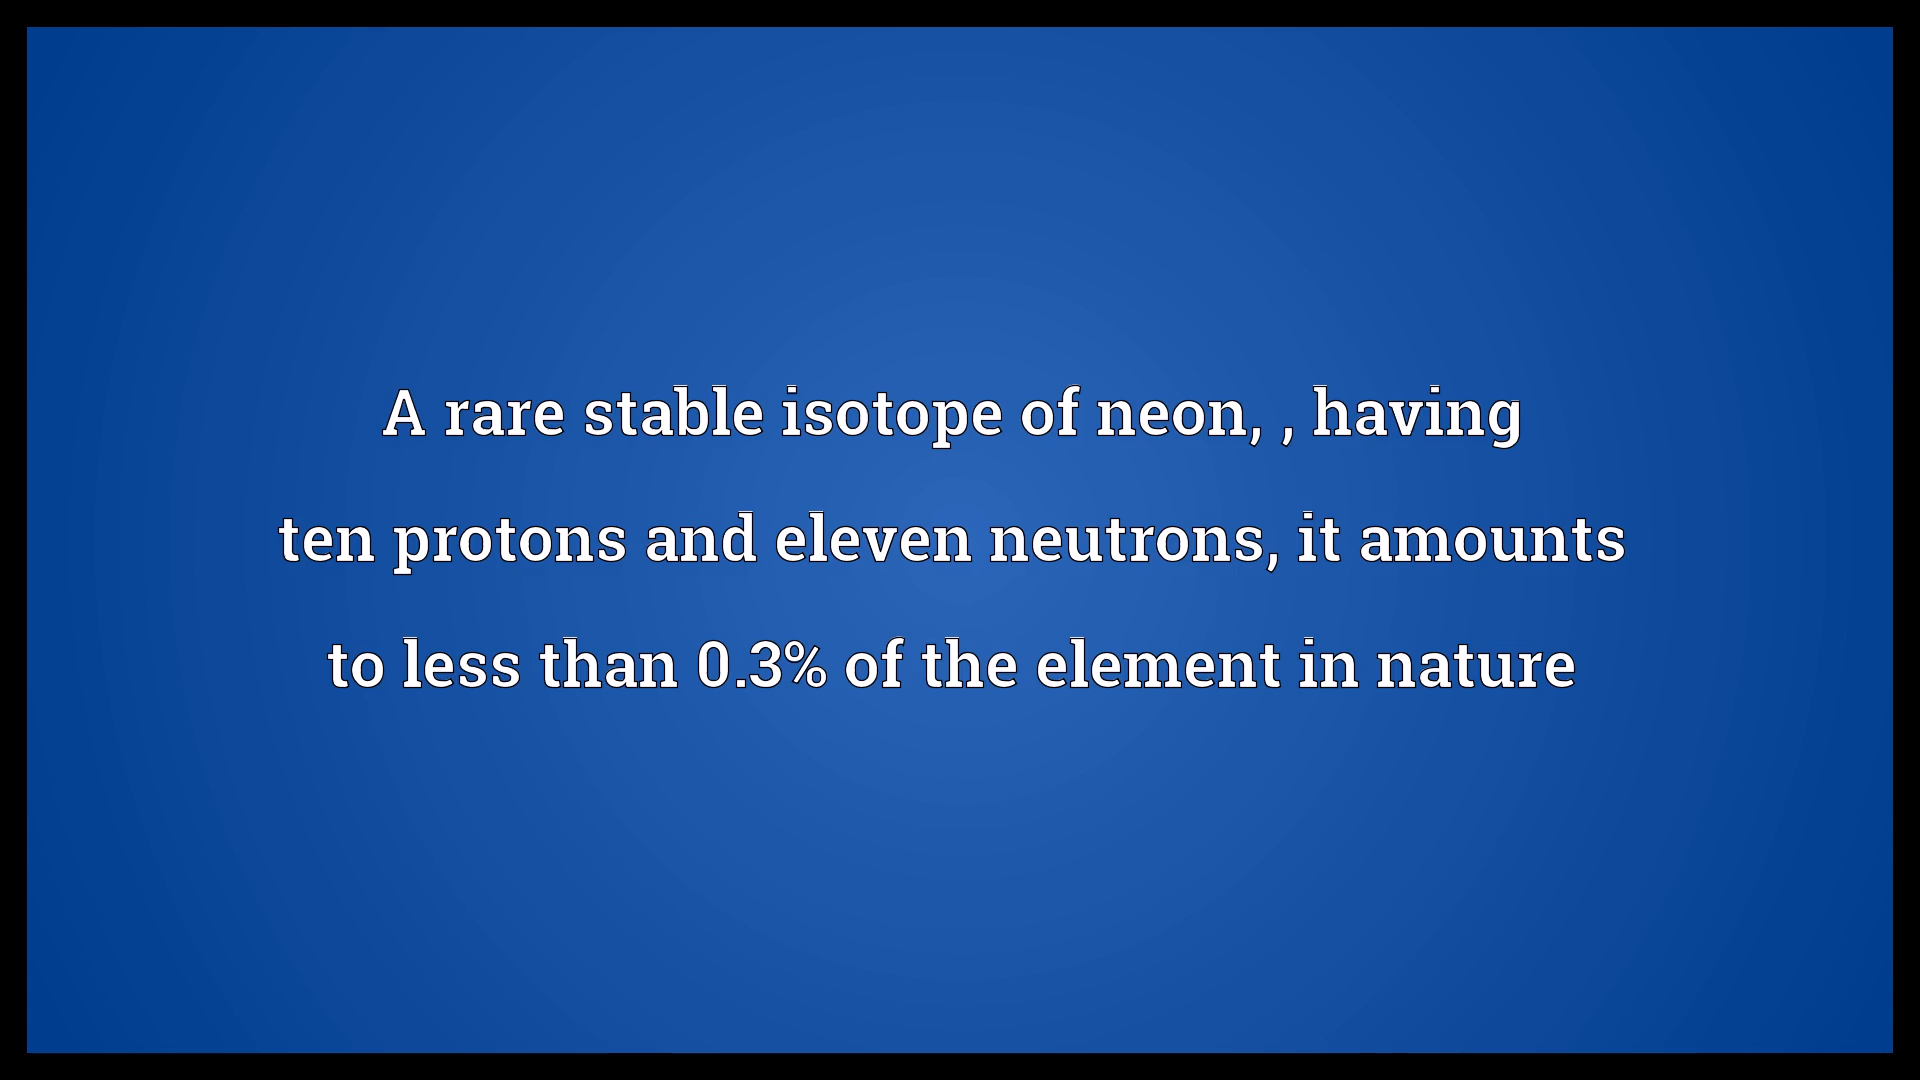 A rare stable isotope of neon, , having
ten protons and eleven neutrons, it amounts
to less than 0.3% of the element in nature